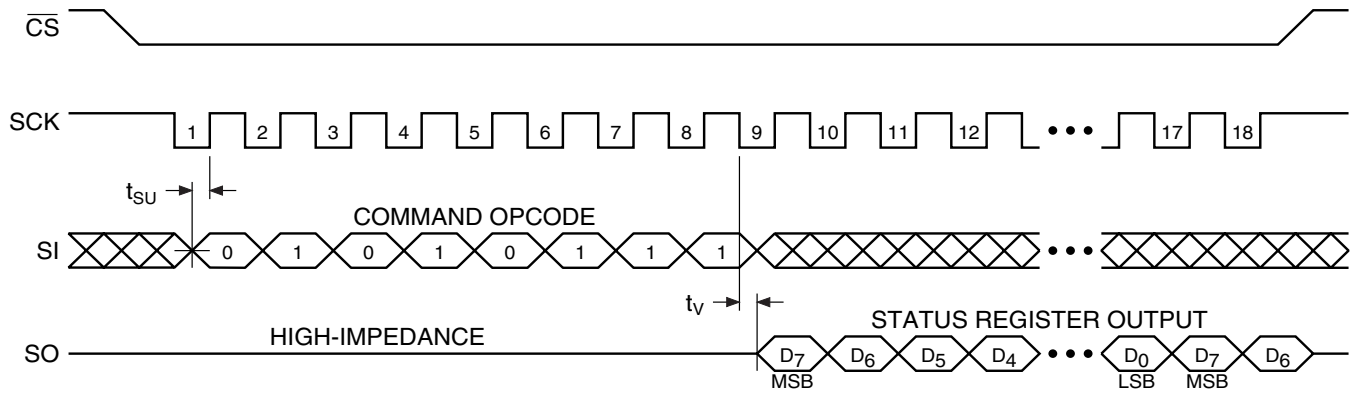 CS
SCK 1 2 3 4 5 6 7 8 9 10 11 12 ••• 17 18
tSU
COMMAND OPCODE
SI 0 1 0 1 0 1 1 1 •••
tV
HIGH-IMPEDANCE STATUS REGISTER OUTPUT
SO D7 D6 D5 D4 ••• D0 D7 D6
MSB LSB MSB